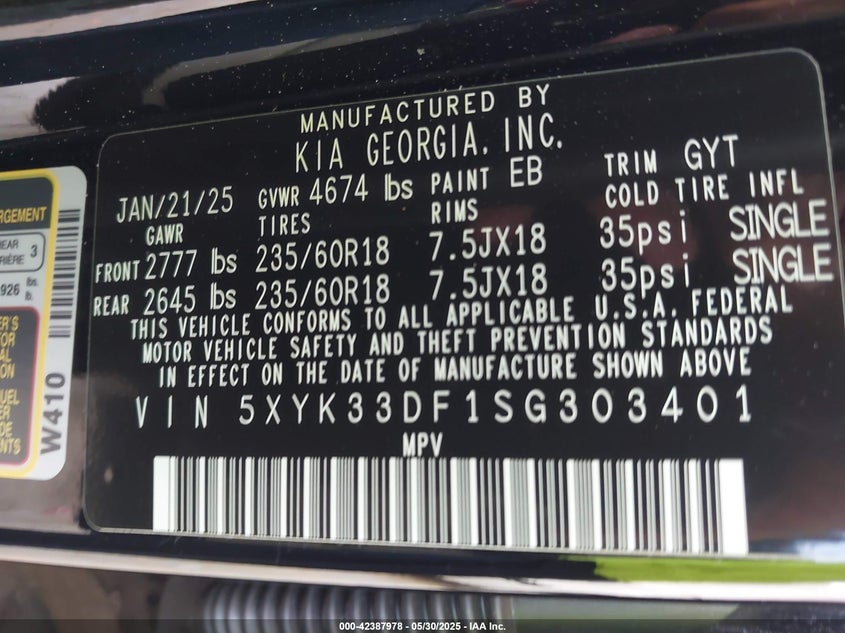 MANUFACTURED BY
KIA GEORGIA, INC.
JAN/21/25 GVWR 4674 lbs PAINT EB TRIM GYT
GAWR TIRES RIMS COLD TIRE INFL
FRONT 2777 lbs 235/60R18 7.5JX18 35psi SINGLE
REAR 2645 lbs 235/60R18 7.5JX18 35psi SINGLE
THIS VEHICLE CONFORMS TO ALL APPLICABLE U.S.A. FEDERAL
MOTOR VEHICLE SAFETY AND THEFT PREVENTION STANDARDS
IN EFFECT ON THE DATE OF MANUFACTURE SHOWN ABOVE
VIN 5XYK33DF1SG303401
MPV
3
W410
000-42387978 - 05/30/2025 - IAA Inc.